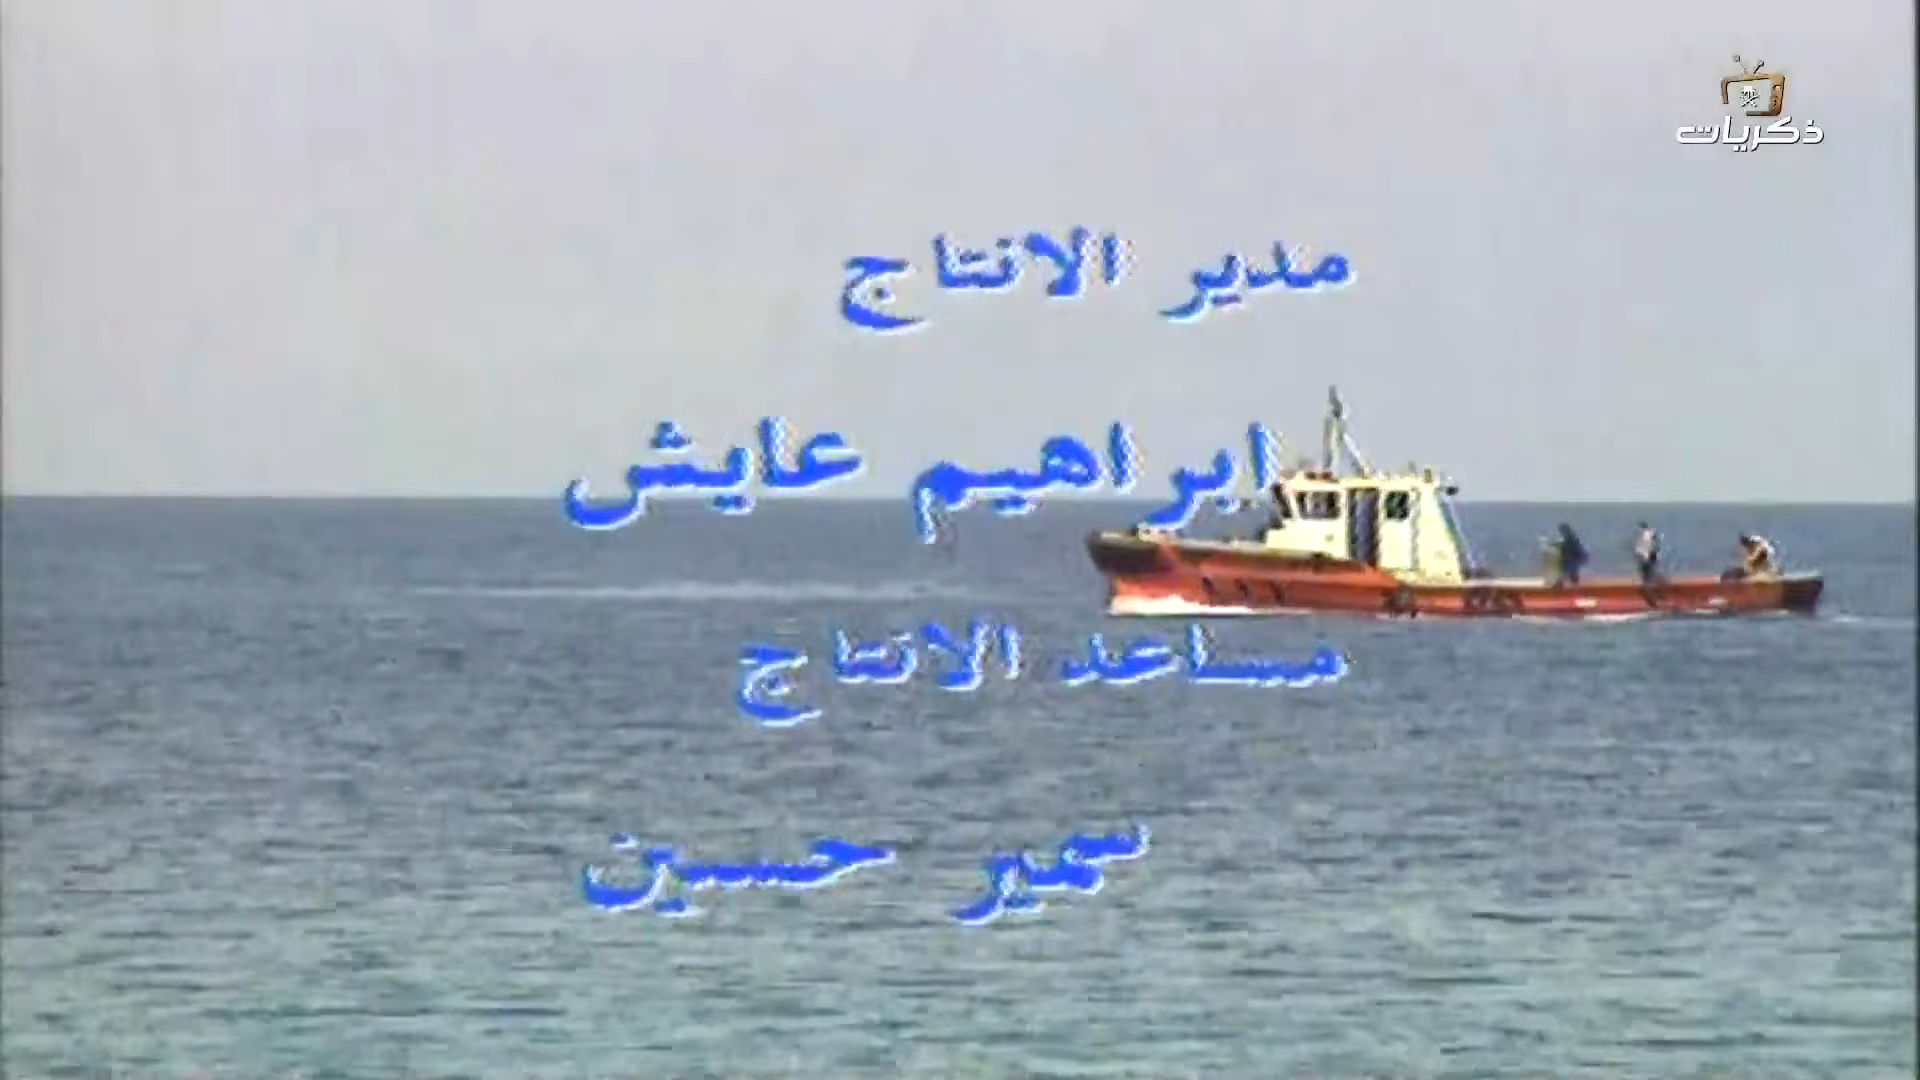 ذكريات
مدير الانتاج
ابراهيم عايش
مساعد الانتاج
سمير حسين